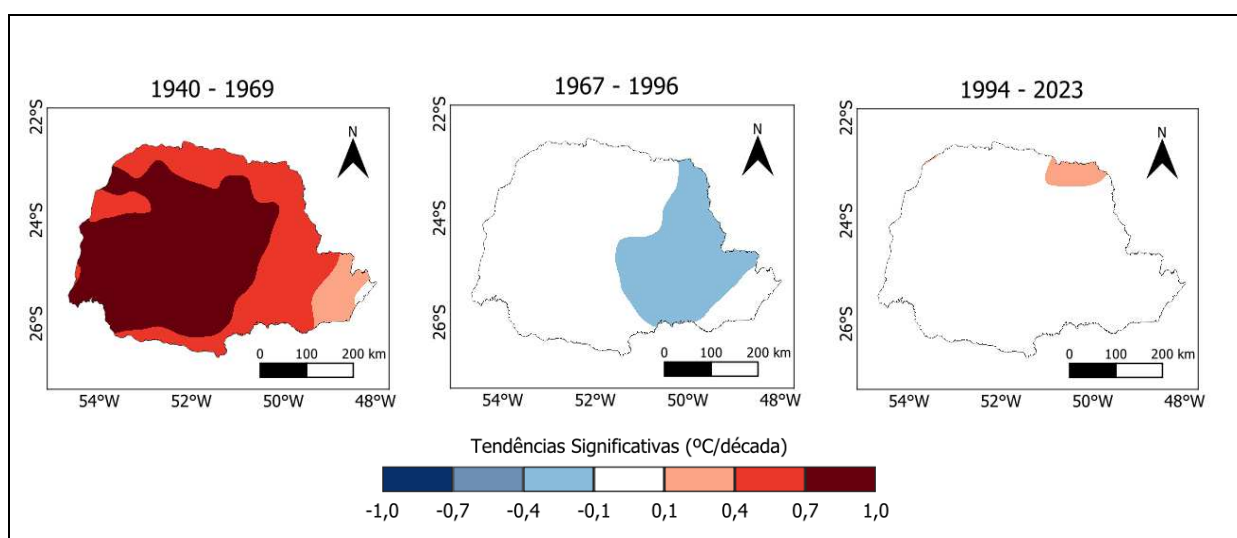 1940 - 1969
1967 - 1996
1994 - 2023
22°S
24°S
26°S
N
0 100 200 km
54°W 52°W 50°W 48°W
22°S
24°S
26°S
N
0 100 200 km
54°W 52°W 50°W 48°W
22°S
24°S
26°S
N
0 100 200 km
54°W 52°W 50°W 48°W
Tendências Significativas (ºC/década)
-1,0 -0,7 -0,4 -0,1 0,1 0,4 0,7 1,0